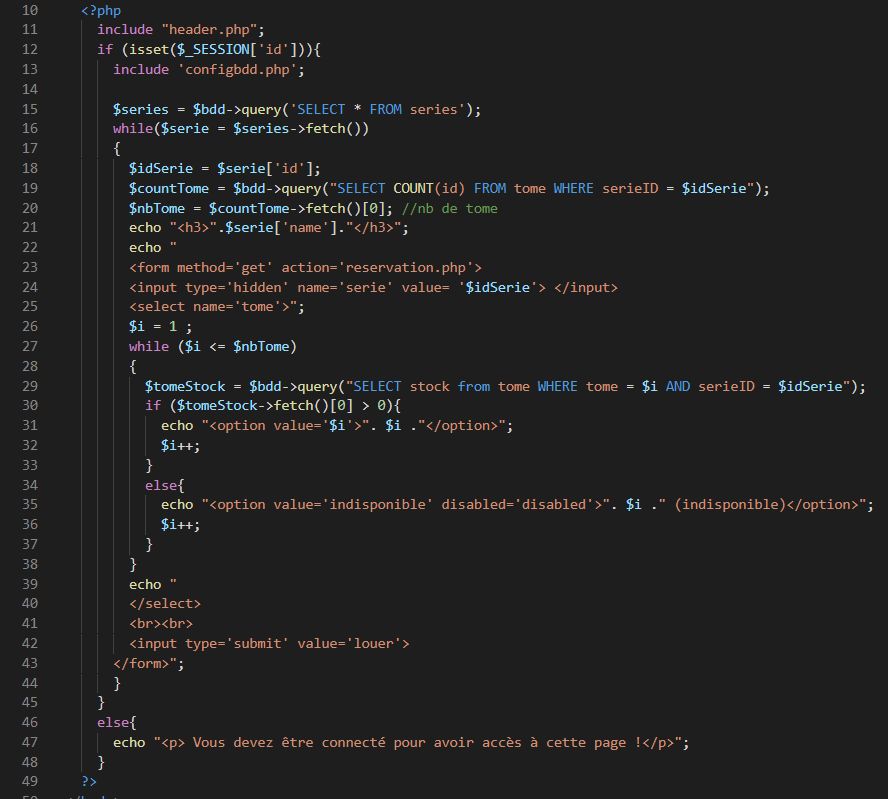 10 <?php
11 include "header.php";
12 if (isset($_SESSION['id'])){
13 include 'configbdd.php';
14
15 $series = $bdd->query('SELECT * FROM series');
16 while($serie = $series->fetch())
17 {
18 $idSerie = $serie['id'];
19 $countTome = $bdd->query("SELECT COUNT(id) FROM tome WHERE serieID = $idSerie");
20 $nbTome = $countTome->fetch()[0]; //nb de tome
21 echo "<h3>".$serie['name']."</h3>";
22 echo "
23 <form method='get' action='reservation.php'>
24 <input type='hidden' name='serie' value= '$idSerie'> </input>
25 <select name='tome'>";
26 $i = 1 ;
27 while ($i <= $nbTome)
28 {
29 $tomeStock = $bdd->query("SELECT stock from tome WHERE tome = $i AND serieID = $idSerie");
30 if ($tomeStock->fetch()[0] > 0){
31 echo "<option value='$i'>". $i ."</option>";
32 $i++;
33 }
34 else{
35 echo "<option value='indisponible' disabled='disabled'>". $i ." (indisponible)</option>";
36 $i++;
37 }
38 }
39 echo "
40 </select>
41 <br><br>
42 <input type='submit' value='louer'>
43 </form>";
44 }
45 }
46 else{
47 echo "<p> Vous devez être connecté pour avoir accès à cette page !</p>";
48 }
49 ?>